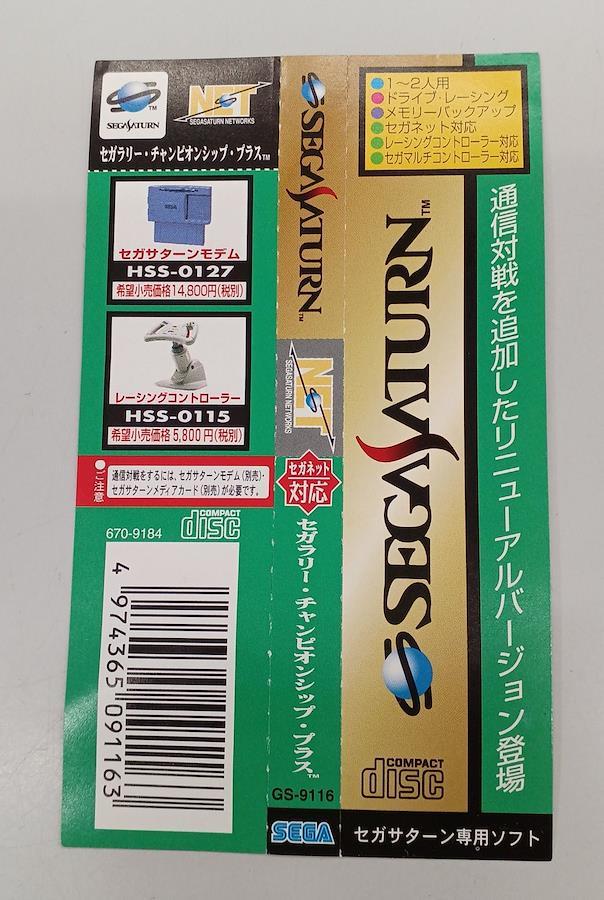 SEGASATURN
NET
SEGASATURN NETWORKS
セガラリー・チャンピオンシップ・プラス™
SEGA
セガサターンモデム
HSS-0127
希望小売価格14,800円(税別)
レーシングコントローラー
HSS-0115
希望小売価格5,800円(税別)
●ご注意
通信対戦をするには、セガサターンモデム(別売)・
セガサターンメディアカード(別売)が必要です。
670-9184
COMPACT
disc
4 974365 091163
SEGASATURN™
NET
SEGASATURN NETWORKS
セガネット
対応
セガラリー・チャンピオンシップ・プラス™
GS-9116
SEGA
●1～2人用
●ドライブ・レーシング
●メモリーバックアップ
●セガネット対応
●レーシングコントローラー対応
●セガマルチコントローラー対応
SEGASATURN™
COMPACT
disc
通信対戦を追加したリニューアルバージョン登場
セガサターン専用ソフト。